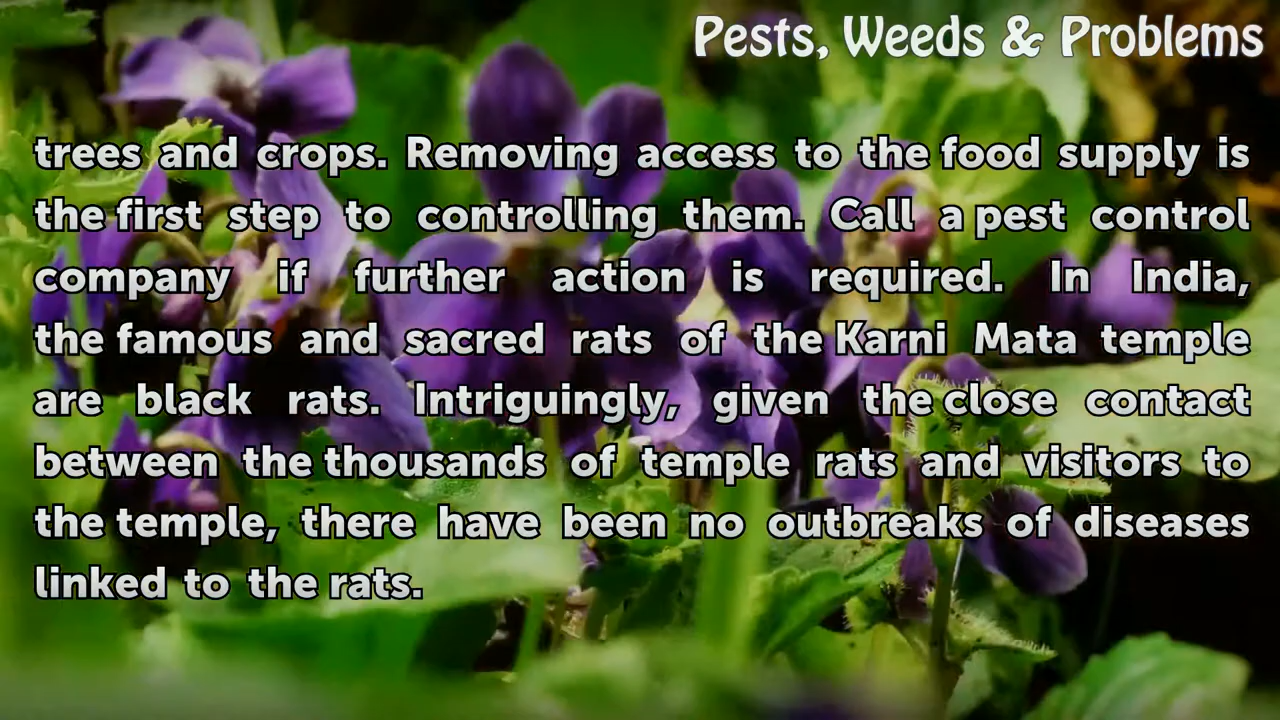 Pests, Weeds & Problems
trees and crops. Removing access to the food supply is
the first step to controlling them. Call a pest control
company if further action is required. In India,
the famous and sacred rats of the Karni Mata temple
are black rats. Intriguingly, given the close contact
between the thousands of temple rats and visitors to
the temple, there have been no outbreaks of diseases
linked to the rats.